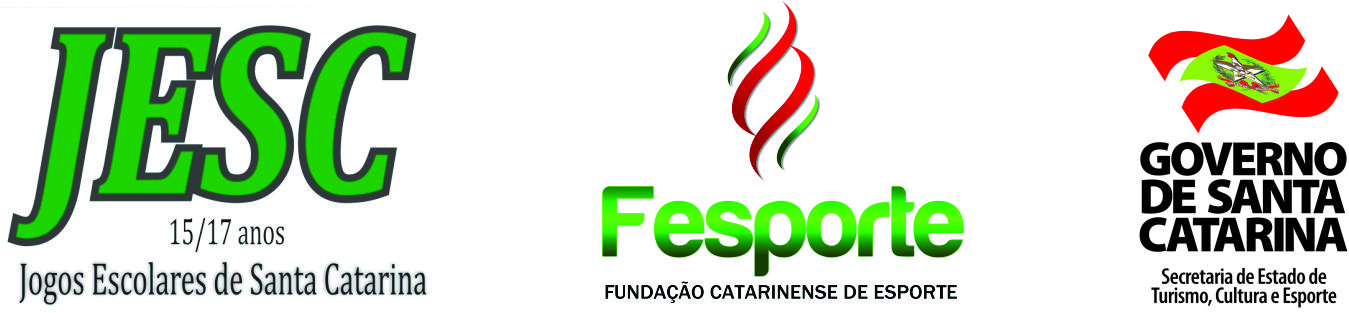 JESC
15/17 anos
Jogos Escolares de Santa Catarina
Fesporte
FUNDAÇÃO CATARINENSE DE ESPORTE
GOVERNO
DE SANTA
CATARINA
Secretaria de Estado de
Turismo, Cultura e Esporte